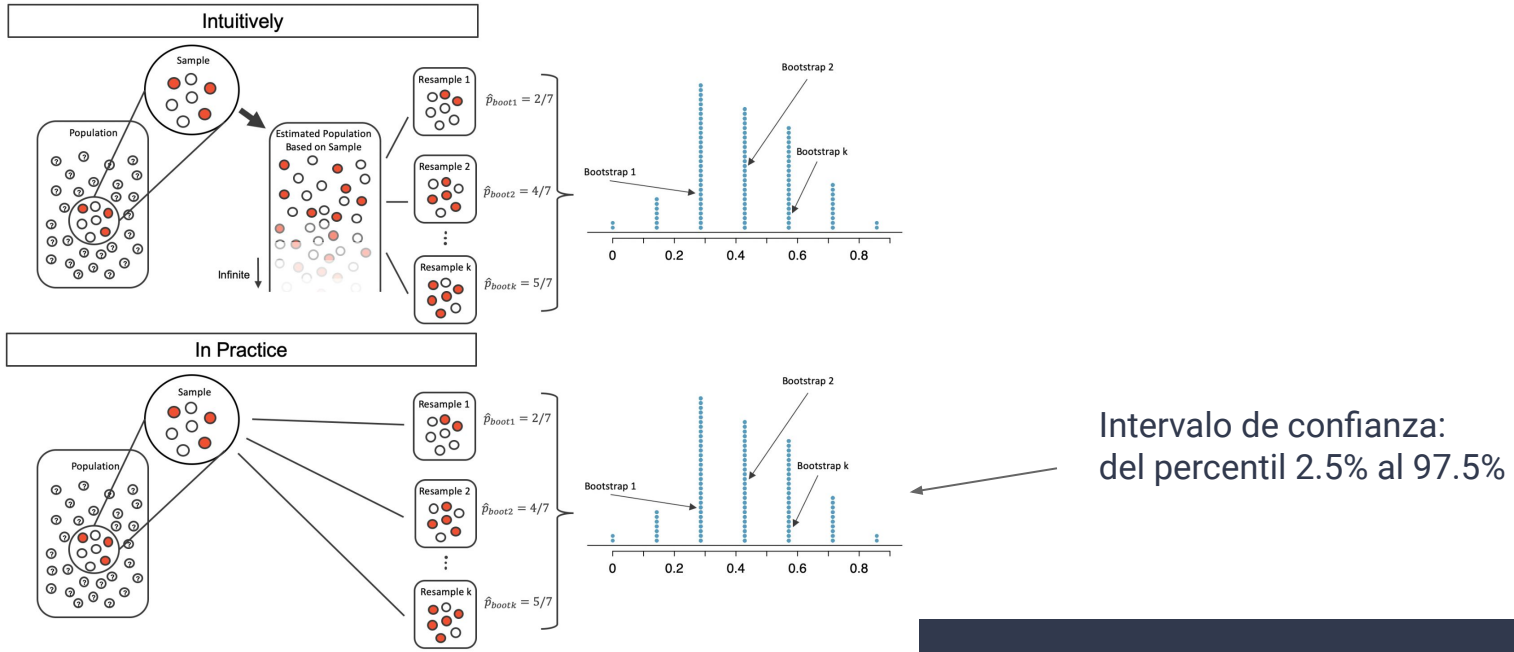 Intuitively
Sample
Population
Estimated Population
Based on Sample
Infinite
Resample 1
Resample 2
Resample k
p̂boot1 = 2/7
p̂boot2 = 4/7
p̂bootk = 5/7
Bootstrap 1
Bootstrap 2
Bootstrap k
0 0.2 0.4 0.6 0.8
In Practice
Sample
Population
Resample 1
Resample 2
Resample k
p̂boot1 = 2/7
p̂boot2 = 4/7
p̂bootk = 5/7
Bootstrap 1
Bootstrap 2
Bootstrap k
0 0.2 0.4 0.6 0.8
Intervalo de confianza:
del percentil 2.5% al 97.5%